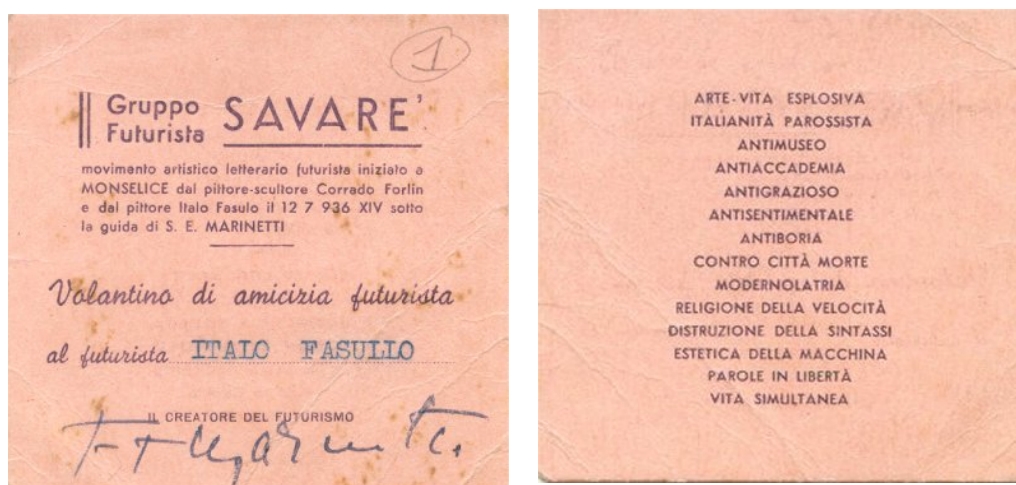 1
Gruppo
Futurista SAVARE'
movimento artistico letterario futurista iniziato a
MONSELICE dal pittore-scultore Corrado Forlin
e dal pittore Italo Fasulo il 12 7 936 XIV sotto
la guida di S. E. MARINETTI
Volantino di amicizia futurista
al futurista ITALO FASULLO
IL CREATORE DEL FUTURISMO
F T Marinetti
ARTE-VITA ESPLOSIVA
ITALIANITÀ PAROSSISTA
ANTIMUSEO
ANTIACCADEMIA
ANTIGRAZIOSO
ANTISENTIMENTALE
ANTIBORIA
CONTRO CITTÀ MORTE
MODERNOLATRIA
RELIGIONE DELLA VELOCITÀ
DISTRUZIONE DELLA SINTASSI
ESTETICA DELLA MACCHINA
PAROLE IN LIBERTÀ
VITA SIMULTANEA